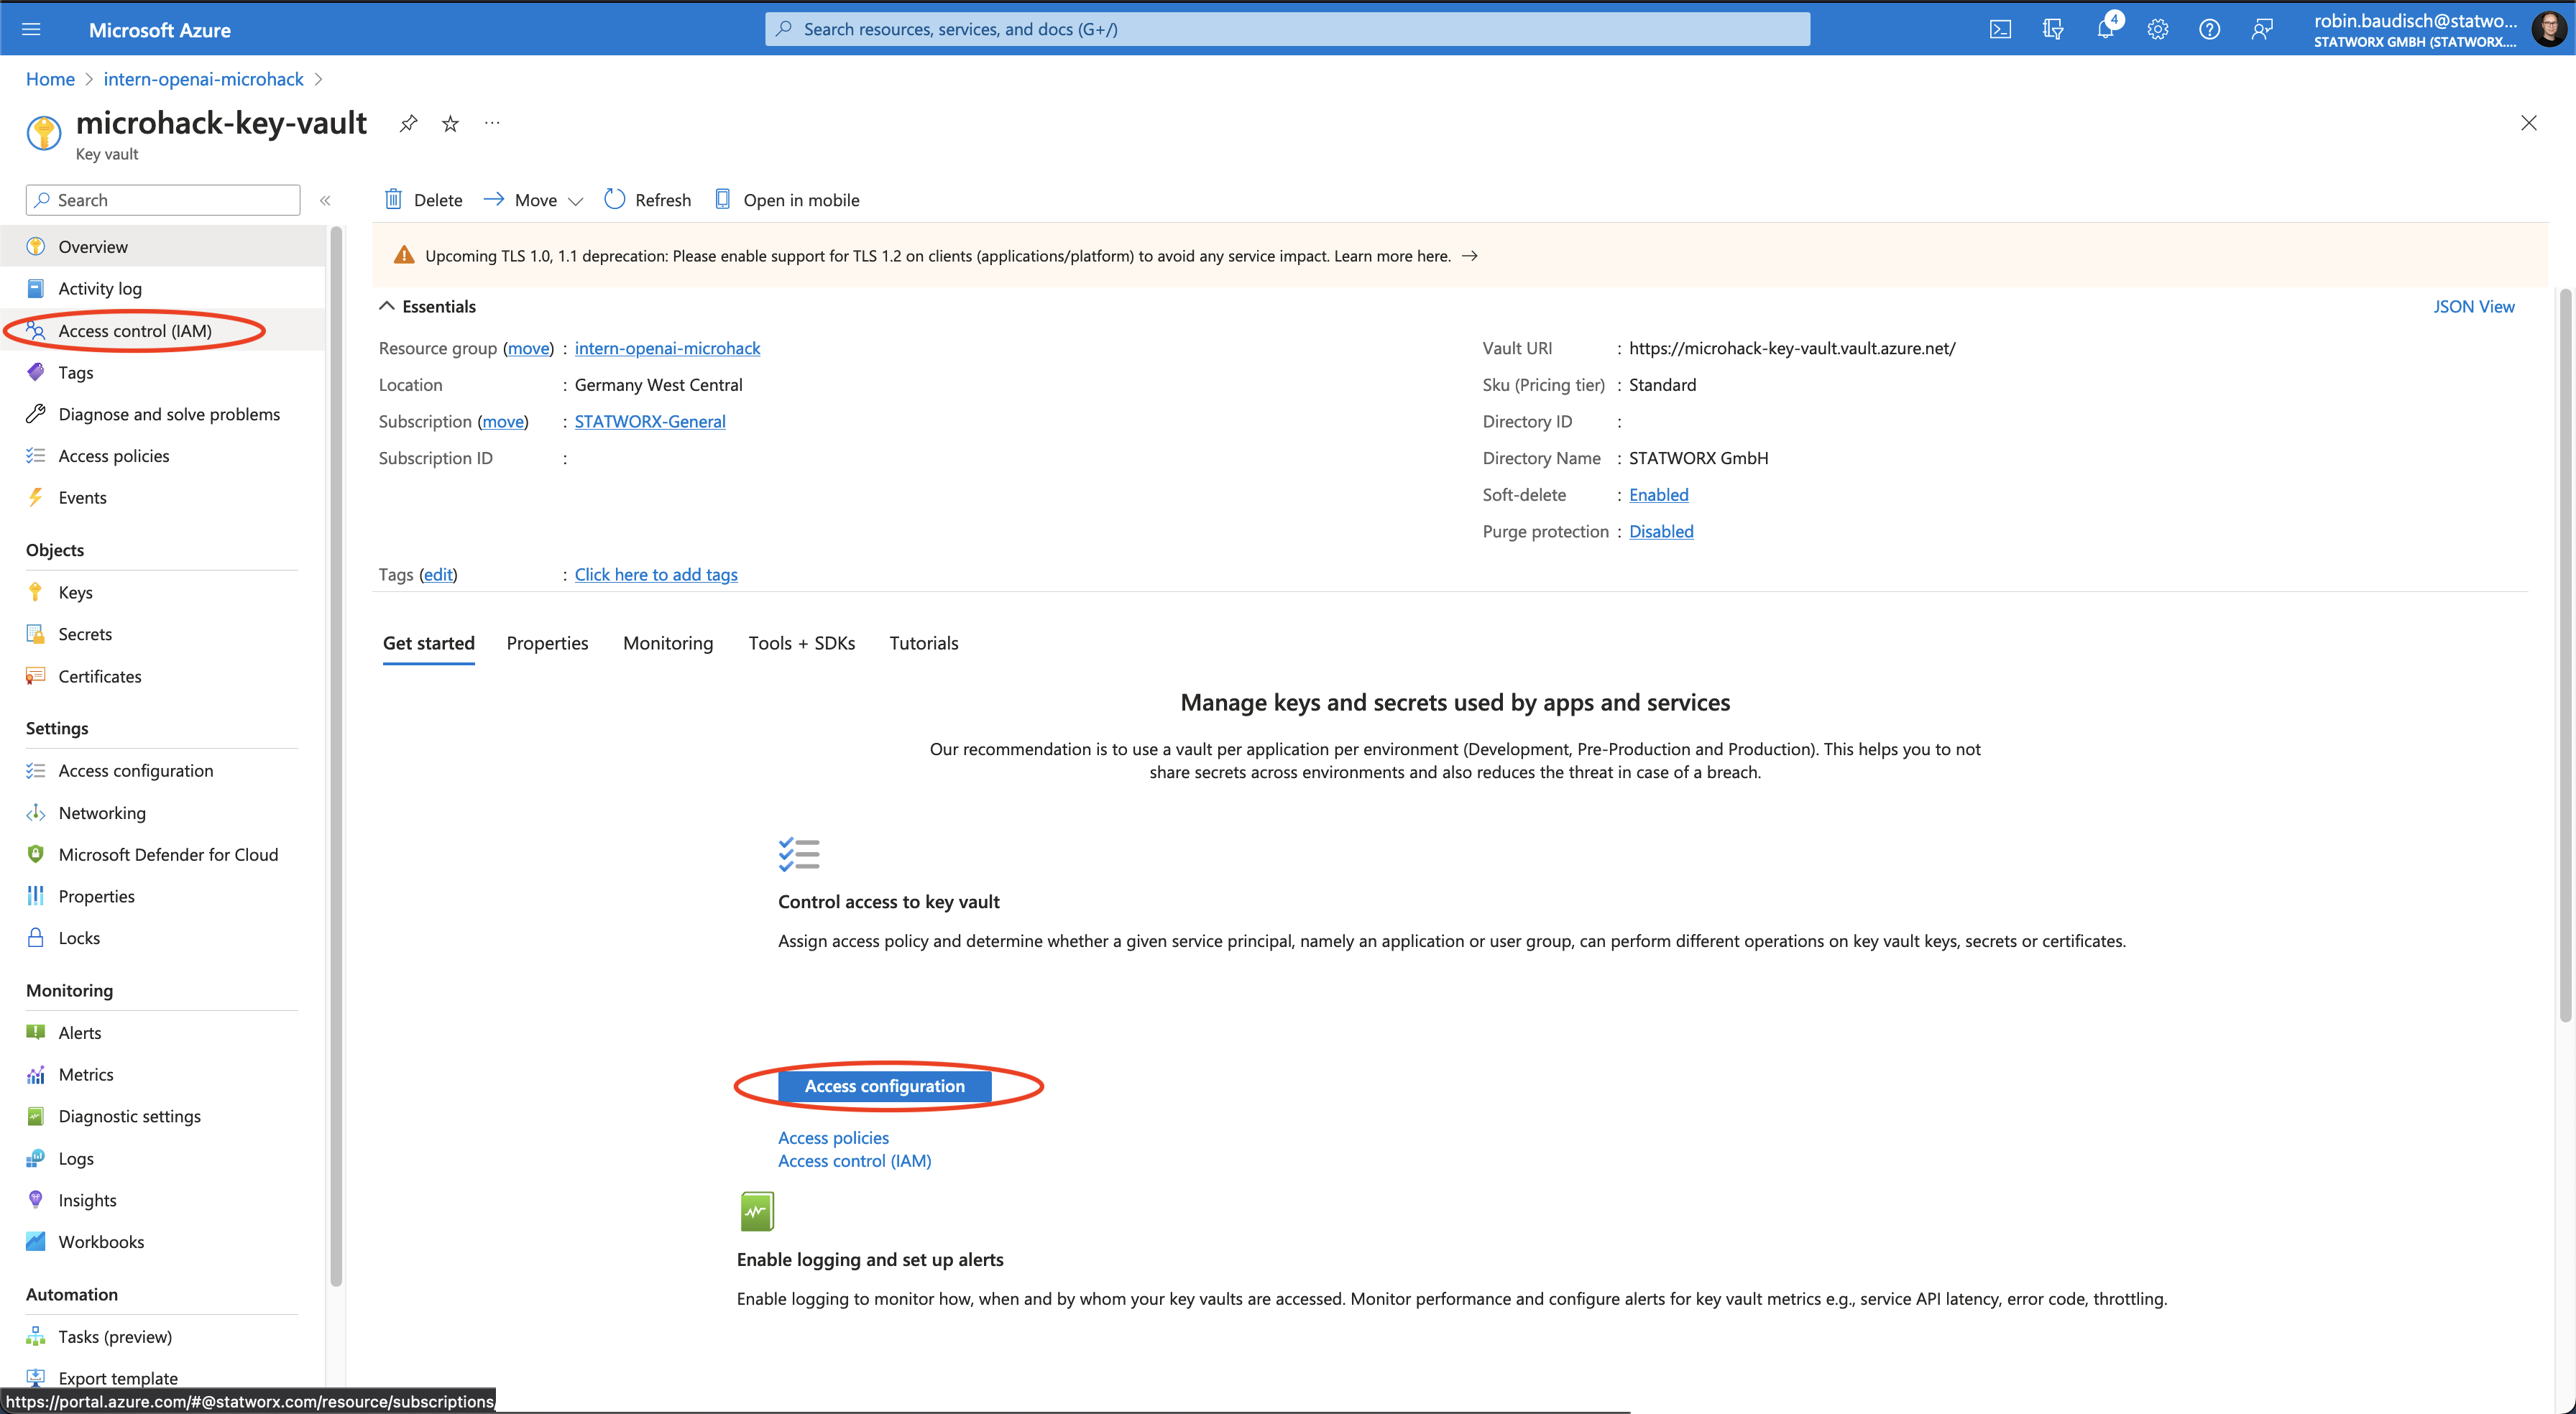 Microsoft Azure
Search resources, services, and docs (G+/)
4
robin.baudisch@statwo...
STATWORX GMBH (STATWORX....
Home > intern-openai-microhack >
microhack-key-vault
Key vault
Search
Delete
Move
Refresh
Open in mobile
Overview
Activity log
Access control (IAM)
Tags
Diagnose and solve problems
Access policies
Events
Objects
Keys
Secrets
Certificates
Settings
Access configuration
Networking
Microsoft Defender for Cloud
Properties
Locks
Monitoring
Alerts
Metrics
Diagnostic settings
Logs
Insights
Workbooks
Automation
Tasks (preview)
Export template
https://portal.azure.com/#@statworx.com/resource/subscriptions/
Upcoming TLS 1.0, 1.1 deprecation: Please enable support for TLS 1.2 on clients (applications/platform) to avoid any service impact. Learn more here. →
Essentials
JSON View
Resource group (move) : intern-openai-microhack
Location : Germany West Central
Subscription (move) : STATWORX-General
Subscription ID :
Vault URI : https://microhack-key-vault.vault.azure.net/
Sku (Pricing tier) : Standard
Directory ID :
Directory Name : STATWORX GmbH
Soft-delete : Enabled
Purge protection : Disabled
Tags (edit) : Click here to add tags
Get started
Properties
Monitoring
Tools + SDKs
Tutorials
Manage keys and secrets used by apps and services
Our recommendation is to use a vault per application per environment (Development, Pre-Production and Production). This helps you to not
share secrets across environments and also reduces the threat in case of a breach.
Control access to key vault
Assign access policy and determine whether a given service principal, namely an application or user group, can perform different operations on key vault keys, secrets or certificates.
Access configuration
Access policies
Access control (IAM)
Enable logging and set up alerts
Enable logging to monitor how, when and by whom your key vaults are accessed. Monitor performance and configure alerts for key vault metrics e.g., service API latency, error code, throttling.